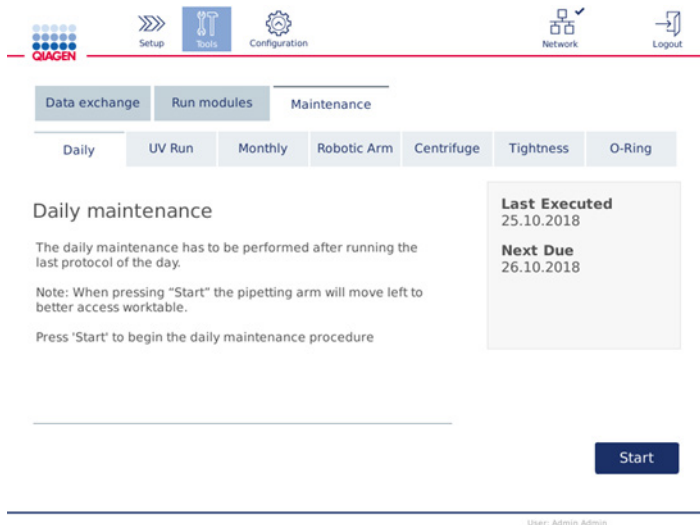 QIAGEN
Setup
Tools
Configuration
Network
Logout
Data exchange
Run modules
Maintenance
Daily
UV Run
Monthly
Robotic Arm
Centrifuge
Tightness
O-Ring
Daily maintenance
The daily maintenance has to be performed after running the
last protocol of the day.
Note: When pressing “Start” the pipetting arm will move left to
better access worktable.
Press 'Start' to begin the daily maintenance procedure
Last Executed
25.10.2018
Next Due
26.10.2018
Start
User: Admin Admin